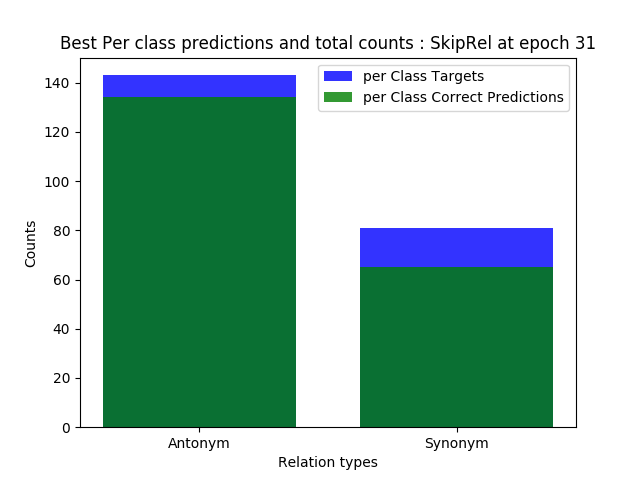 Best Per class predictions and total counts : SkipRel at epoch 31
per Class Targets
per Class Correct Predictions
140
120
100
80
60
40
20
0
Counts
Antonym
Synonym
Relation types